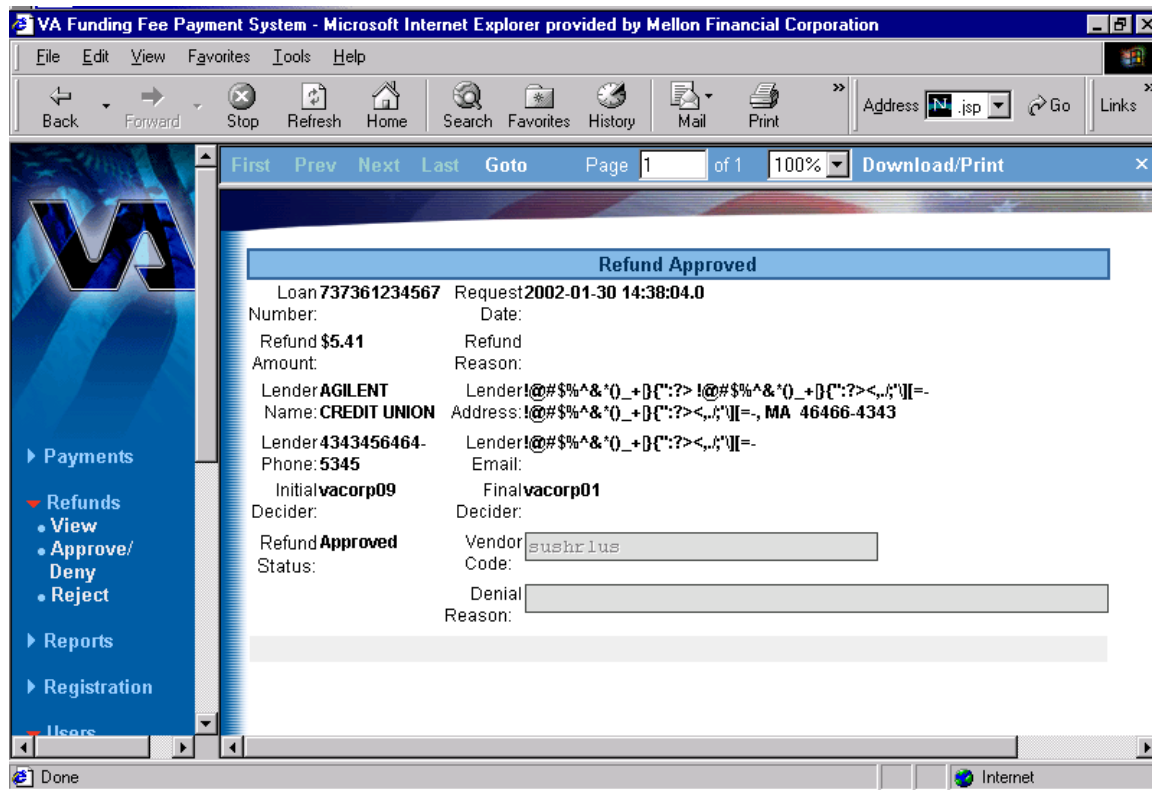 VA Funding Fee Payment System - Microsoft Internet Explorer provided by Mellon Financial Corporation
File Edit View Favorites Tools Help
Back Forward Stop Refresh Home Search Favorites History Mail Print » Address .jsp Go Links »
First Prev Next Last Goto Page 1 of 1 100% Download/Print ×
VA
Refund Approved
Loan Number: 737361234567 Request Date: 2002-01-30 14:38:04.0
Refund Amount: $5.41 Refund Reason:
Lender Name: AGILENT CREDIT UNION
Lender Address: MA 46466-4343
Lender Phone: 4343456464-5345 Lender Email:
Initial Decider: vacorp09 Final Decider: vacorp01
Refund Status: Approved Vendor Code: sushrlus
Denial Reason:
Payments
Refunds
View
Approve/
Deny
Reject
Reports
Registration
Users
Done Internet